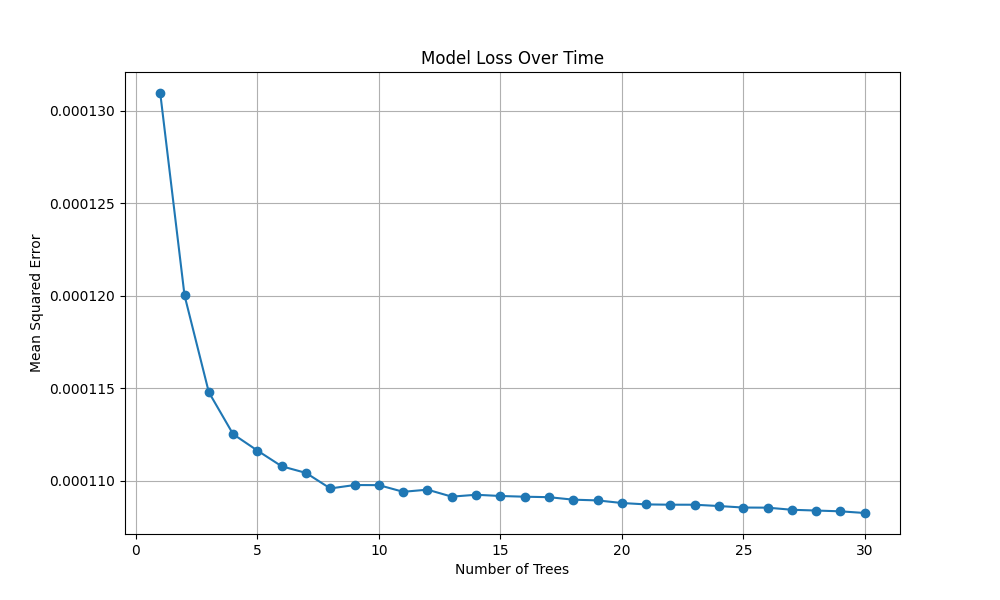 Model Loss Over Time
0.000130
0.000125
0.000120
0.000115
0.000110
Mean Squared Error
0 5 10 15 20 25 30
Number of Trees